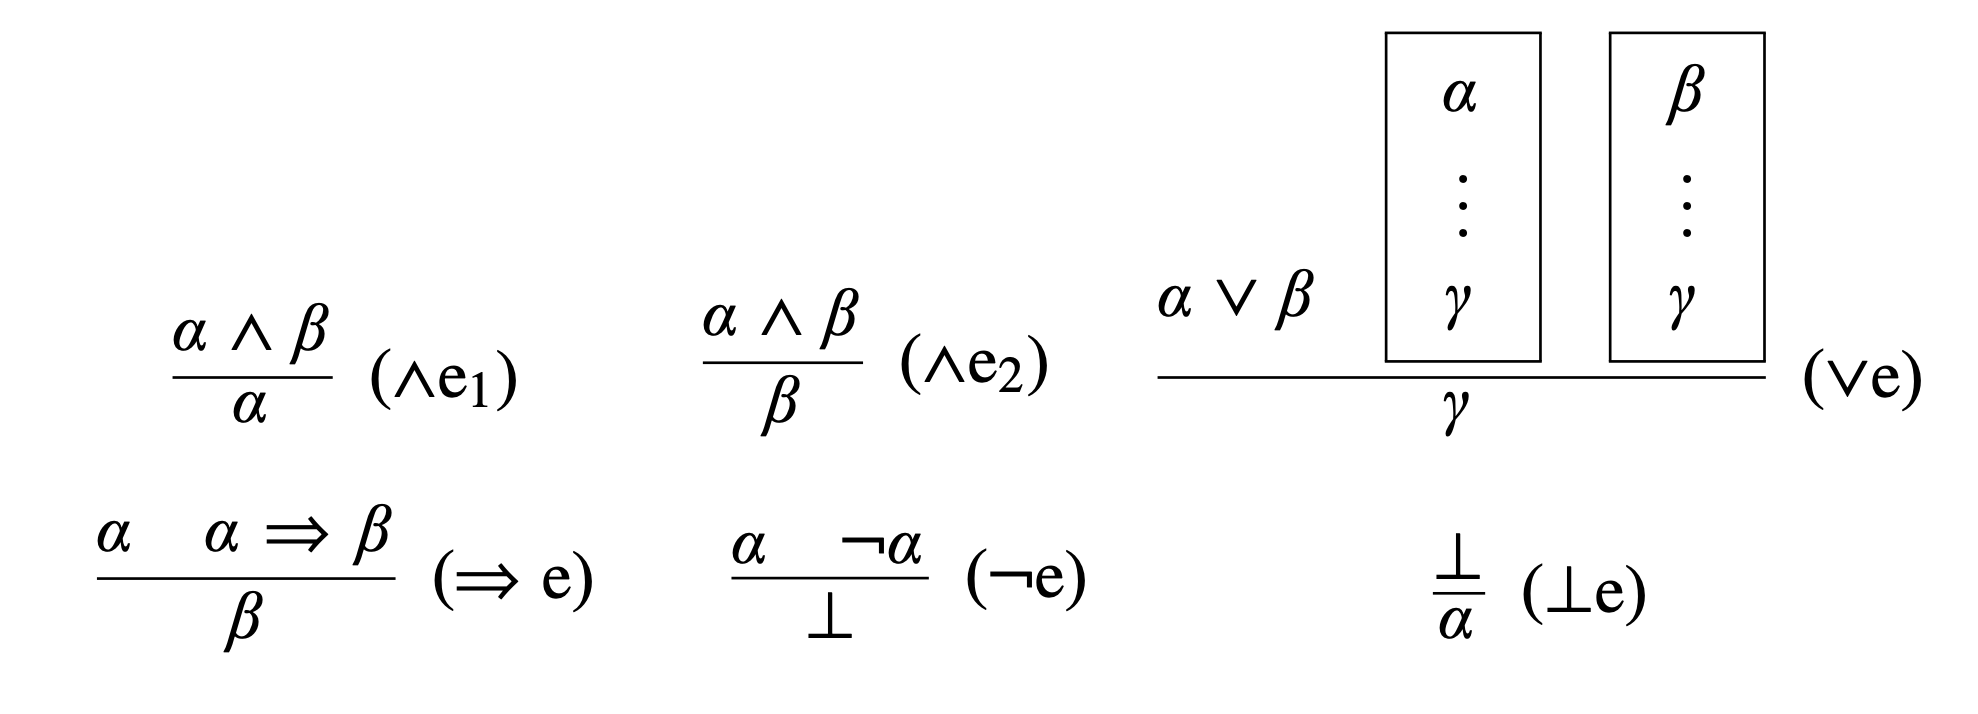 α
⋮
γ
β
⋮
γ
α ∨ β
α ∧ β
α
(∧e₁)
α ∧ β
β
(∧e₂)
γ
(∨e)
α α ⇒ β
β
(⇒ e)
α ¬α
⊥
(¬e)
⊥
α
(⊥e)